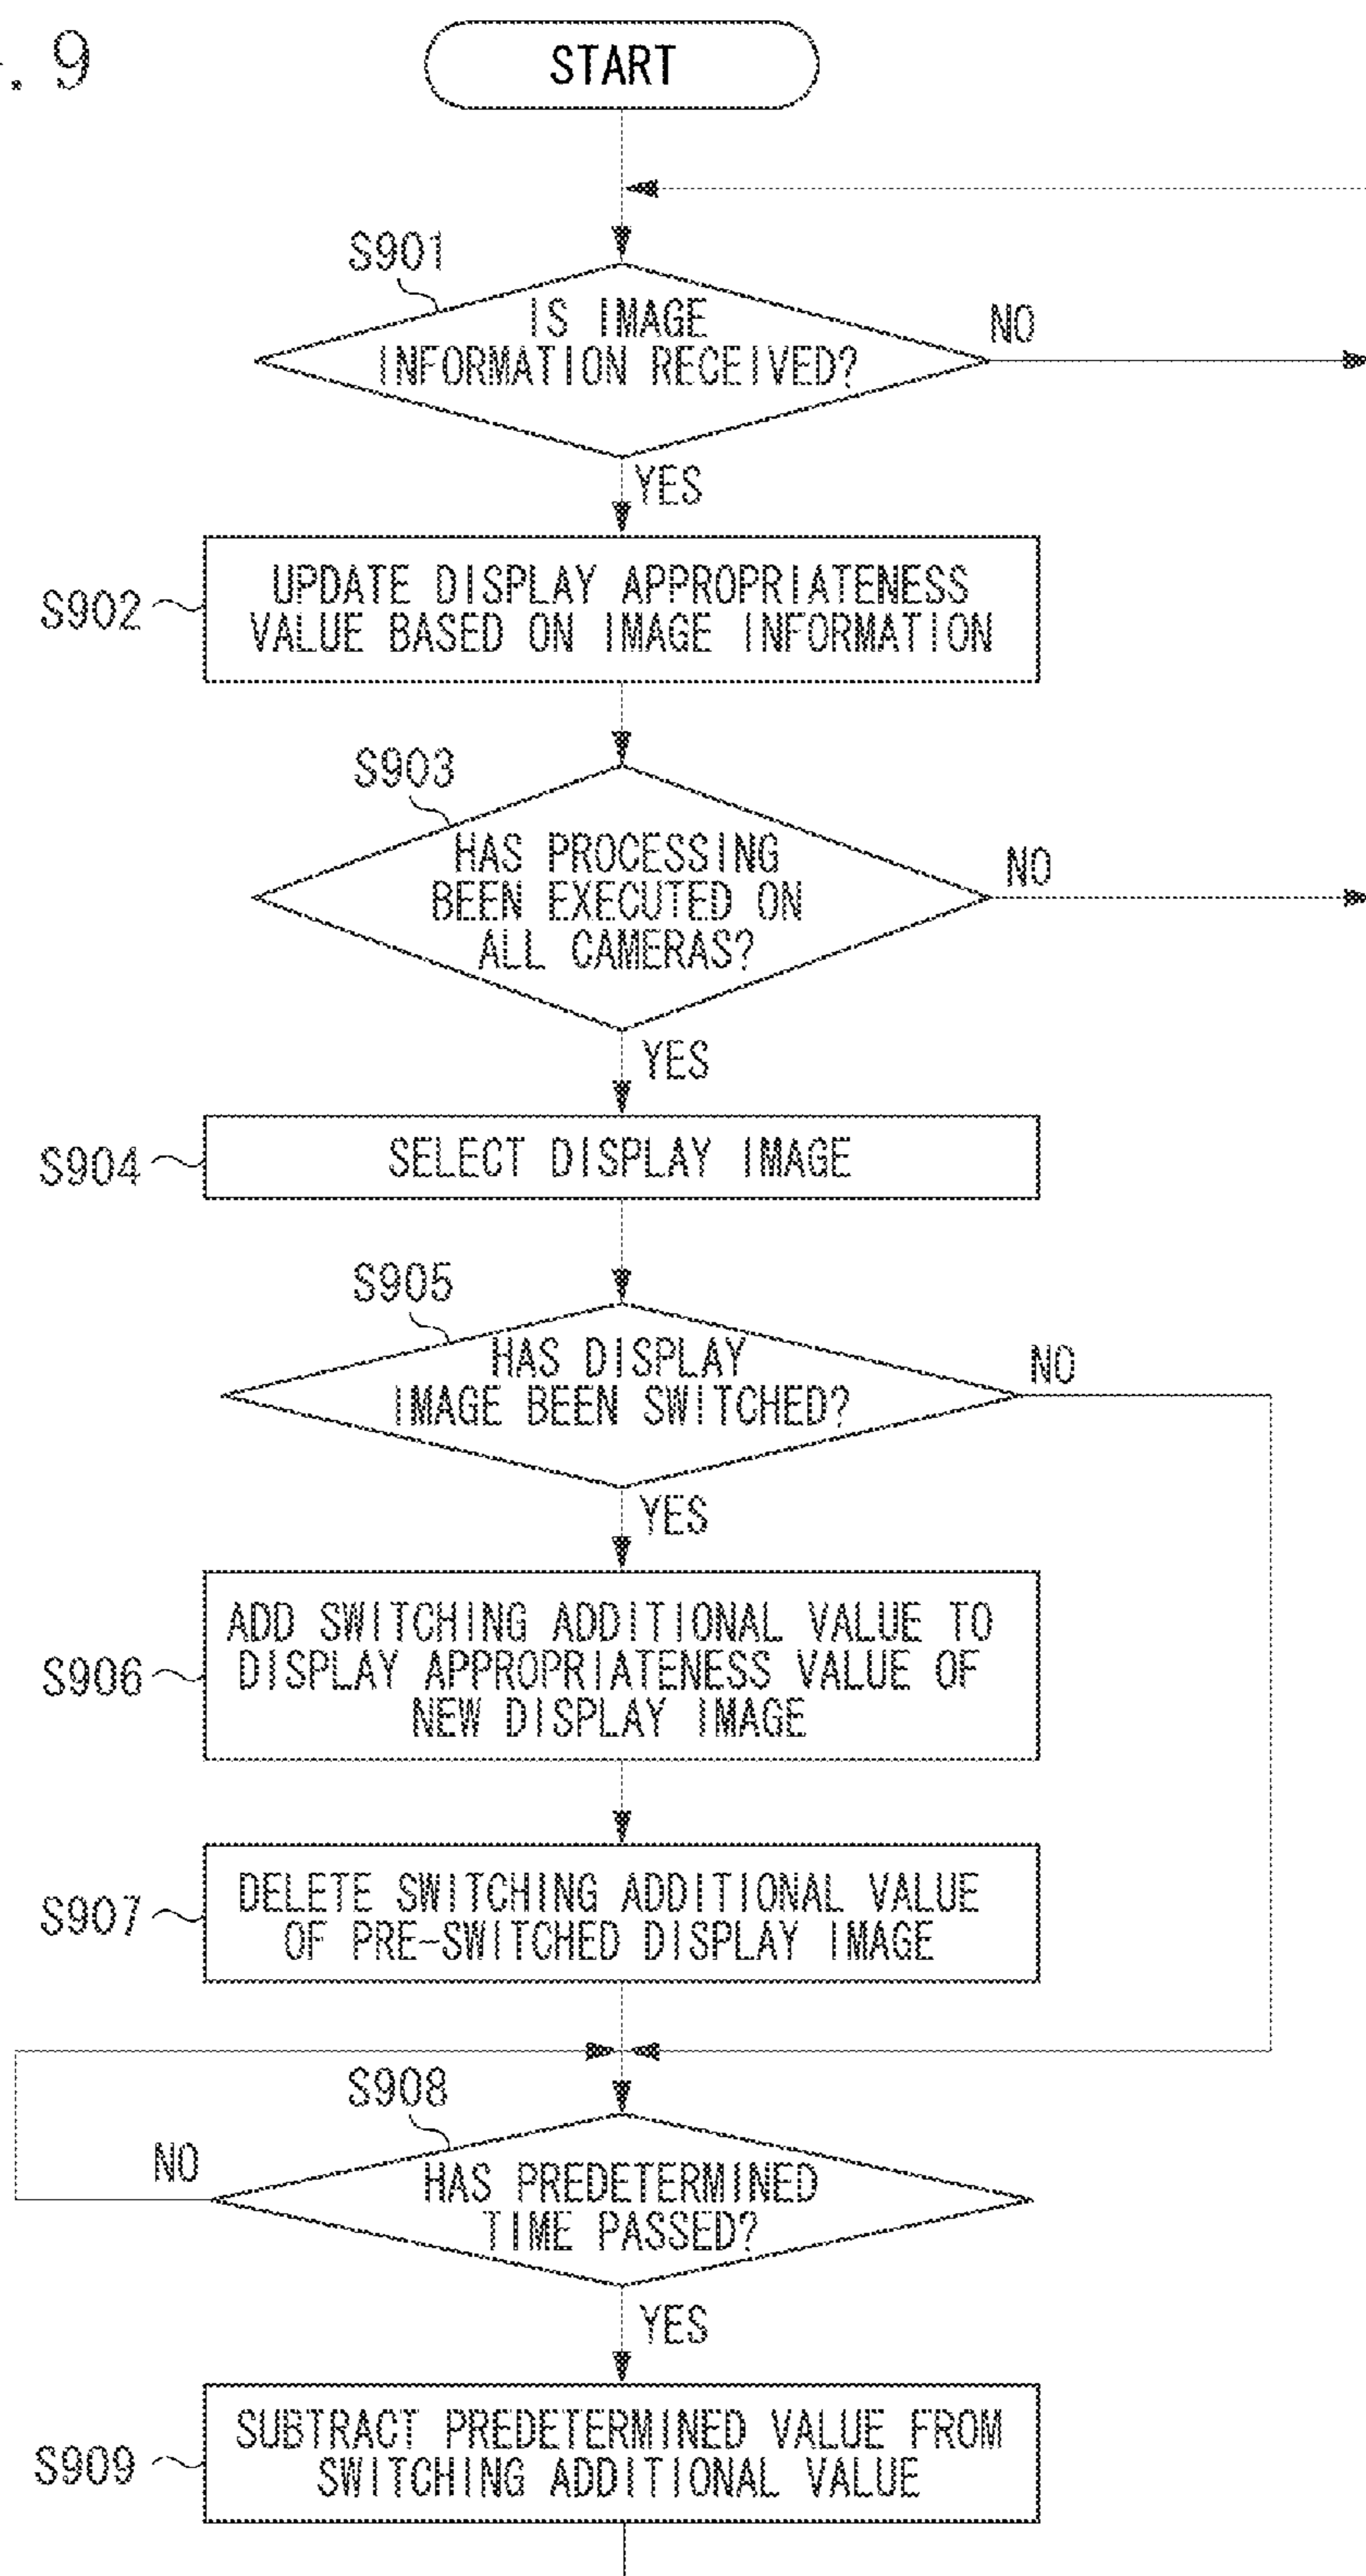 . 9
START
S901
IS IMAGE
INFORMATION RECEIVED?
NO
YES
S902
UPDATE DISPLAY APPROPRIATENESS
VALUE BASED ON IMAGE INFORMATION
S903
HAS PROCESSING
BEEN EXECUTED ON
ALL CAMERAS?
NO
YES
S904
SELECT DISPLAY IMAGE
S905
HAS DISPLAY
IMAGE BEEN SWITCHED?
NO
YES
S906
ADD SWITCHING ADDITIONAL VALUE TO
DISPLAY APPROPRIATENESS VALUE OF
NEW DISPLAY IMAGE
S907
DELETE SWITCHING ADDITIONAL VALUE
OF PRE-SWITCHED DISPLAY IMAGE
S908
NO
HAS PREDETERMINED
TIME PASSED?
YES
S909
SUBTRACT PREDETERMINED VALUE FROM
SWITCHING ADDITIONAL VALUE